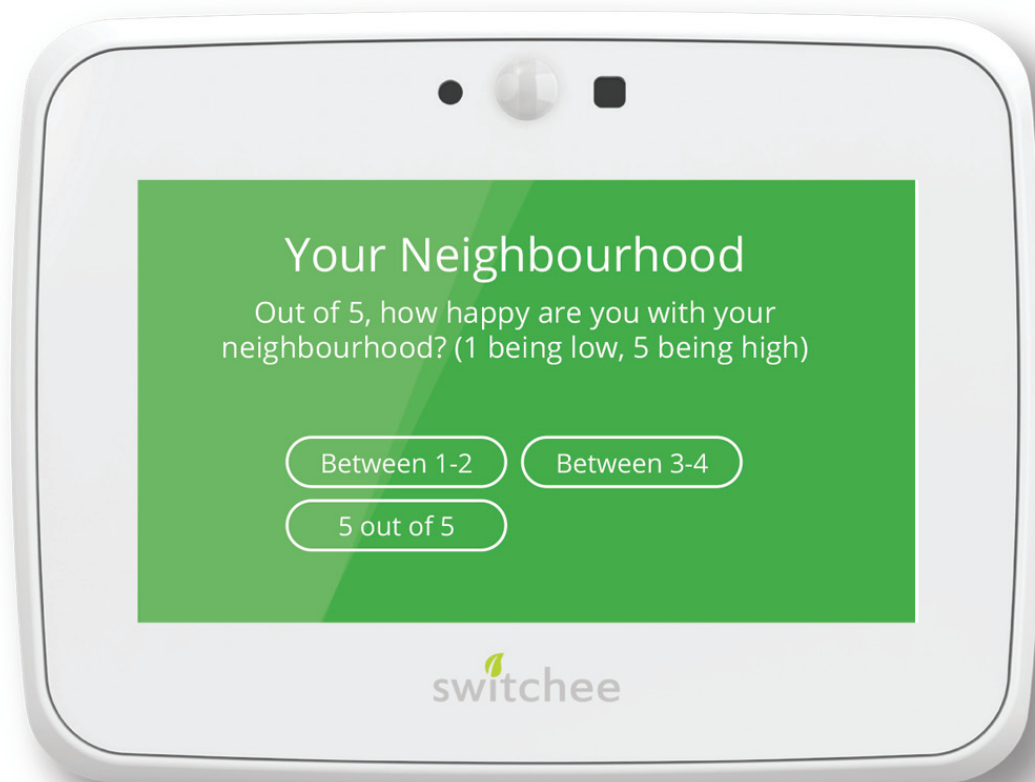 Your Neighbourhood
Out of 5, how happy are you with your
neighbourhood? (1 being low, 5 being high)
Between 1-2
Between 3-4
5 out of 5
switchee